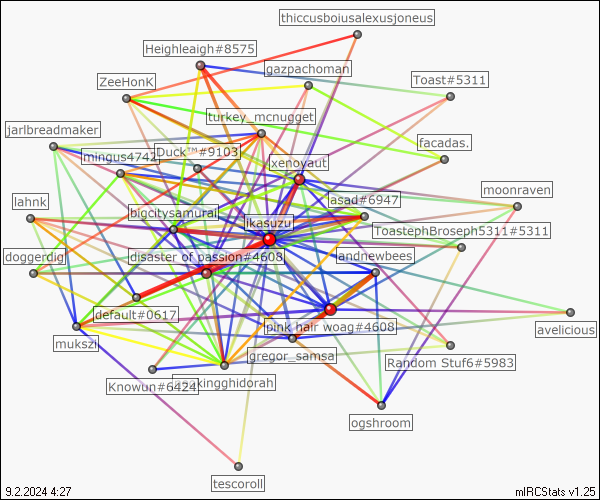 thiccusboiusalexusjoneus
Heighleaigh#8575
gazpachoman
ZeeHonK
Toast#5311
turkey_mcnugget
jarlbreadmaker
facadas.
mingus4742
Duck™#9103
xenoyaut
moonraven
lasad#6947
lahnk
bigcitysamurai
ikasuzu
ToastephBroseph5311#5311
doggerdig
disaster of passion#4608
landnewbees
default#0617
pink hair woag#4608
avelicious
mukszi
gregor_samsa
Random Stuf6#5983
Knowun#6424
kingghidorah
ogshroom
tescoroll
9.2.2024 4:27
mIRCStats v1.25